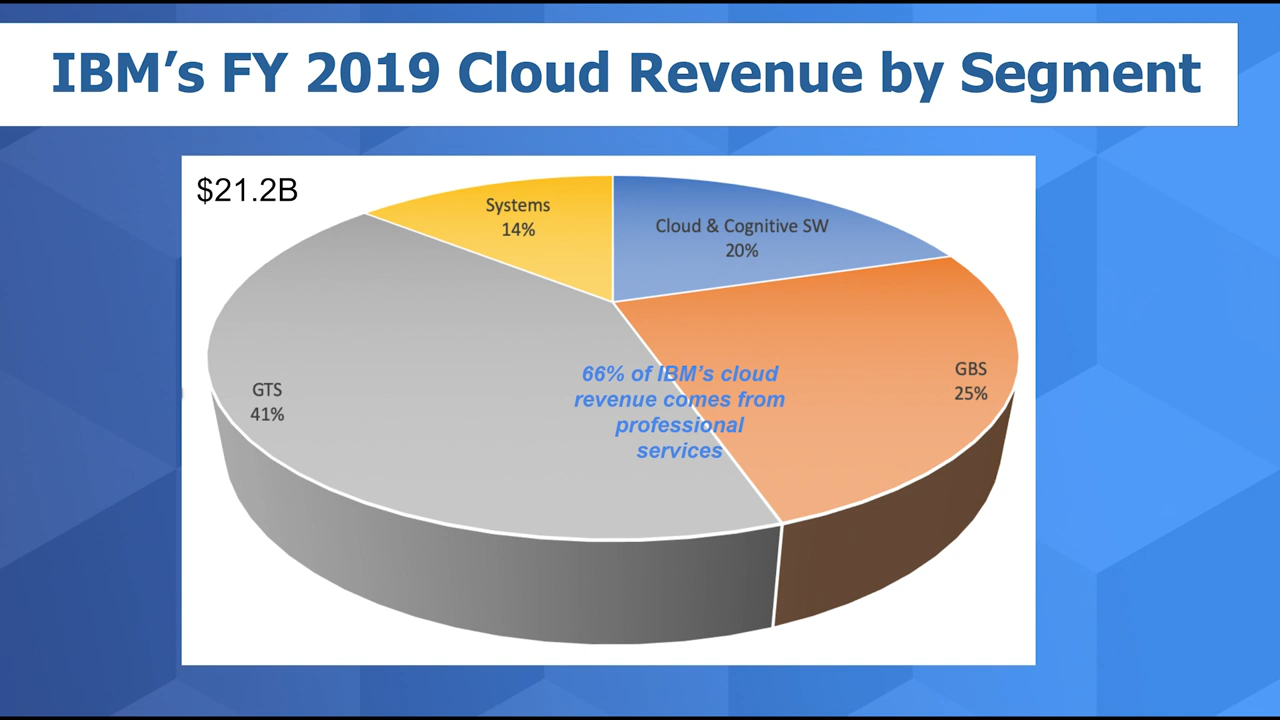 IBM’s FY 2019 Cloud Revenue by Segment
$21.2B
Systems
14%
Cloud & Cognitive SW
20%
GBS
25%
GTS
41%
66% of IBM’s cloud
revenue comes from
professional
services